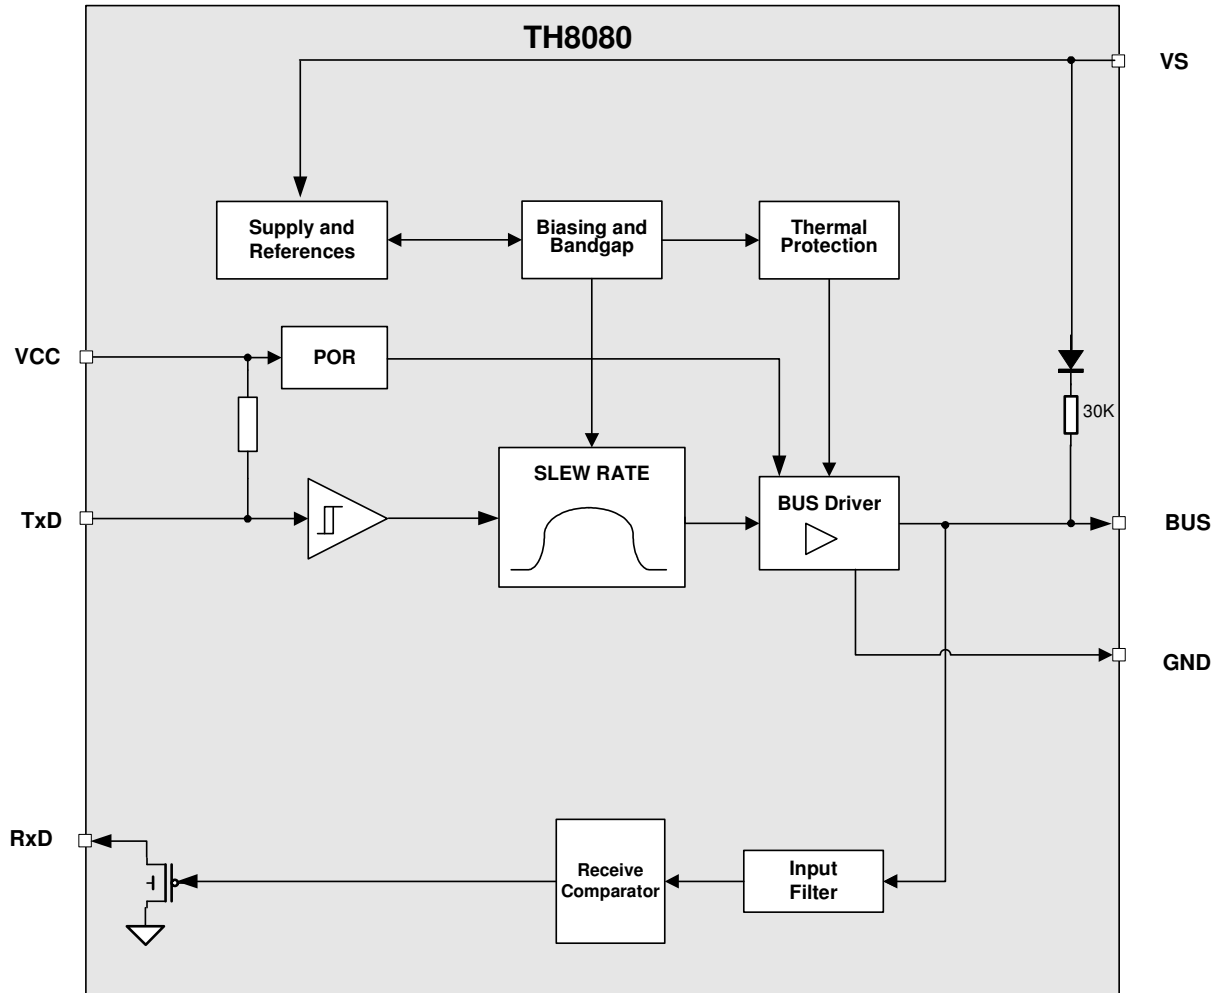 TH8080
VS
Supply and
References
Biasing and
Bandgap
Thermal
Protection
VCC
POR
30K
SLEW RATE
BUS Driver
TxD
BUS
GND
RxD
Receive
Comparator
Input
Filter